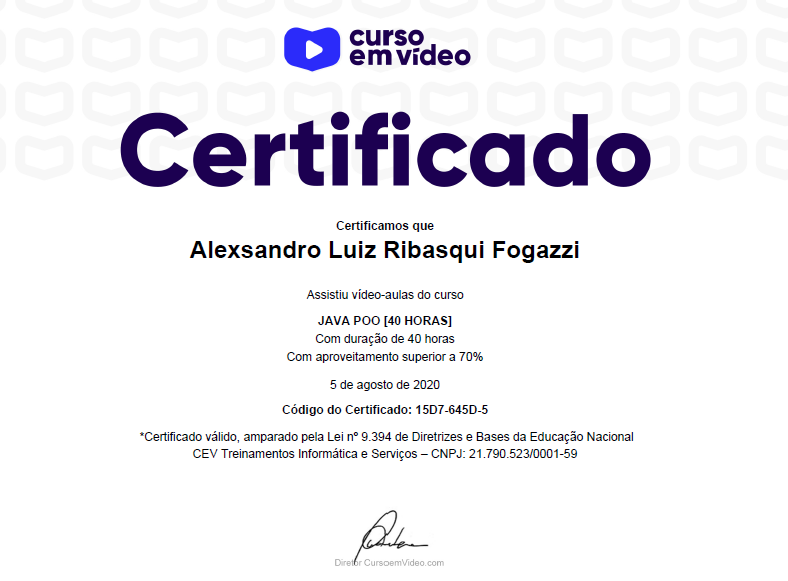 curso
em vídeo
Certificado
Certificamos que
Alexsandro Luiz Ribasqui Fogazzi
Assistiu vídeo-aulas do curso
JAVA POO [40 HORAS]
Com duração de 40 horas
Com aproveitamento superior a 70%
5 de agosto de 2020
Código do Certificado: 15D7-645D-5
*Certificado válido, amparado pela Lei nº 9.394 de Diretrizes e Bases da Educação Nacional
CEV Treinamentos Informática e Serviços – CNPJ: 21.790.523/0001-59
Diretor CursoemVideo.com